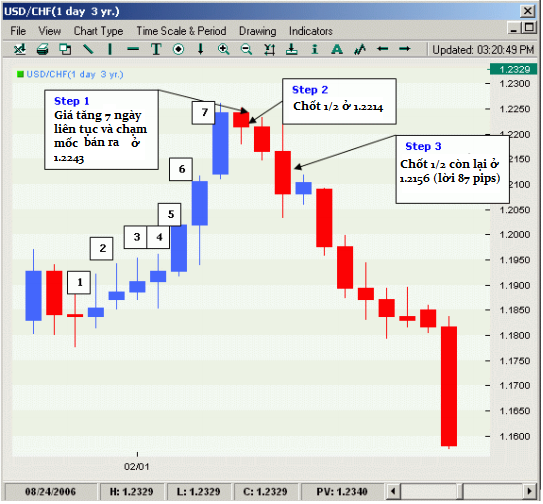 USD/CHF(1 day 3 yr.)
File View Chart Type Time Scale & Period Drawing Indicators
T i A Updated: 03:20:49 PM
USD/CHF(1 day 3 yr.)
1.2329
1.2300
1.2250
1.2200
1.2150
1.2100
1.2050
1.2000
1.1950
1.1900
1.1850
1.1800
1.1750
1.1700
1.1650
1.1600
Step 1
Giá tăng 7 ngày
liên tục và chạm
mốc bán ra ở
1.2243
Step 2
Chốt 1/2 ở 1.2214
Step 3
Chốt 1/2 còn lại ở
1.2156 (lời 87 pips)
1
2
3
4
5
6
7
02/01
08/24/2006 H: 1.2329 L: 1.2329 C: 1.2329 PV: 1.2340